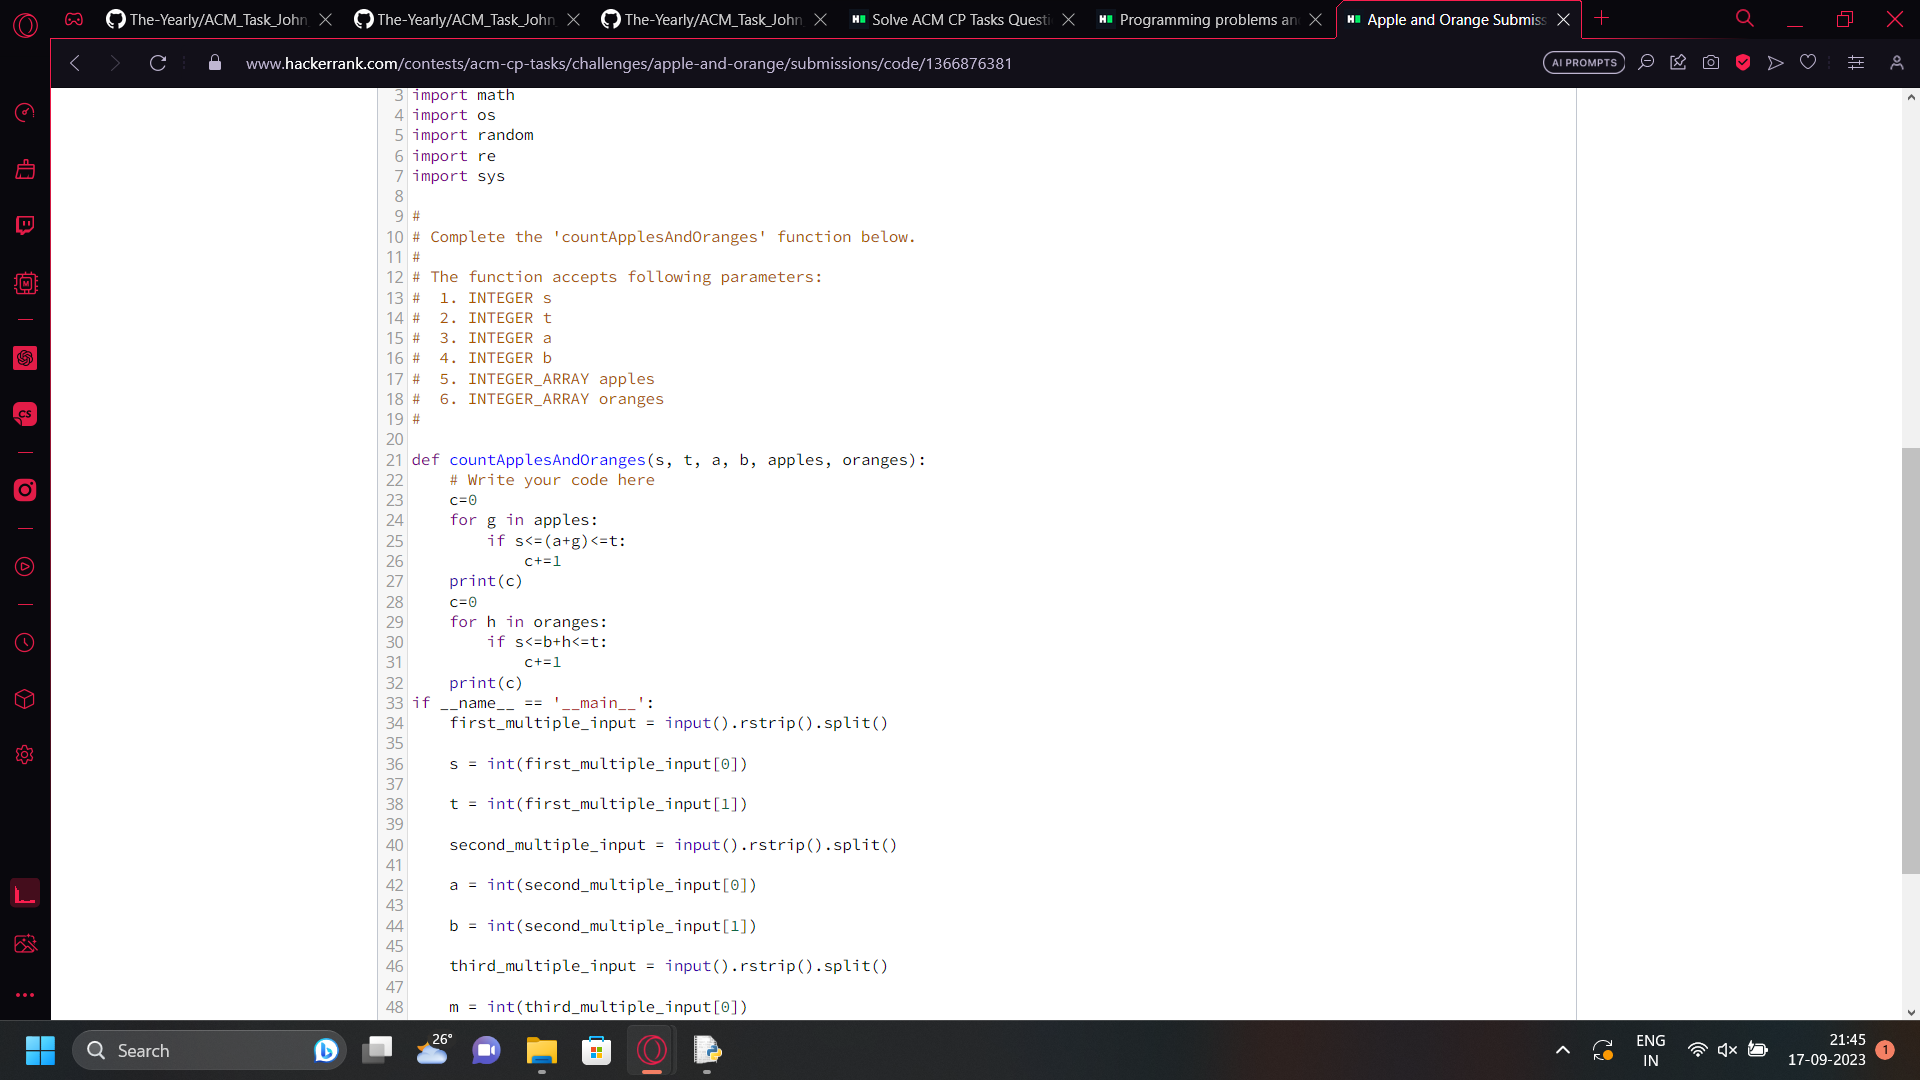 The-Yearly/ACM_Task_John
The-Yearly/ACM_Task_John
The-Yearly/ACM_Task_John
Solve ACM CP Tasks Questi
Programming problems an
Apple and Orange Submiss
www.hackerrank.com/contests/acm-cp-tasks/challenges/apple-and-orange/submissions/code/1366876381
AI PROMPTS
3 import math
4 import os
5 import random
6 import re
7 import sys
8
9 #
10 # Complete the 'countApplesAndOranges' function below.
11 #
12 # The function accepts following parameters:
13 #  1. INTEGER s
14 #  2. INTEGER t
15 #  3. INTEGER a
16 #  4. INTEGER b
17 #  5. INTEGER_ARRAY apples
18 #  6. INTEGER_ARRAY oranges
19 #
20
21 def countApplesAndOranges(s, t, a, b, apples, oranges):
22     # Write your code here
23     c=0
24     for g in apples:
25         if s<=(a+g)<=t:
26             c+=1
27     print(c)
28     c=0
29     for h in oranges:
30         if s<=b+h<=t:
31             c+=1
32     print(c)
33 if __name__ == '__main__':
34     first_multiple_input = input().rstrip().split()
35
36     s = int(first_multiple_input[0])
37
38     t = int(first_multiple_input[1])
39
40     second_multiple_input = input().rstrip().split()
41
42     a = int(second_multiple_input[0])
43
44     b = int(second_multiple_input[1])
45
46     third_multiple_input = input().rstrip().split()
47
48     m = int(third_multiple_input[0])
CS
Search
26°
ENG
IN
21:45
17-09-2023
1